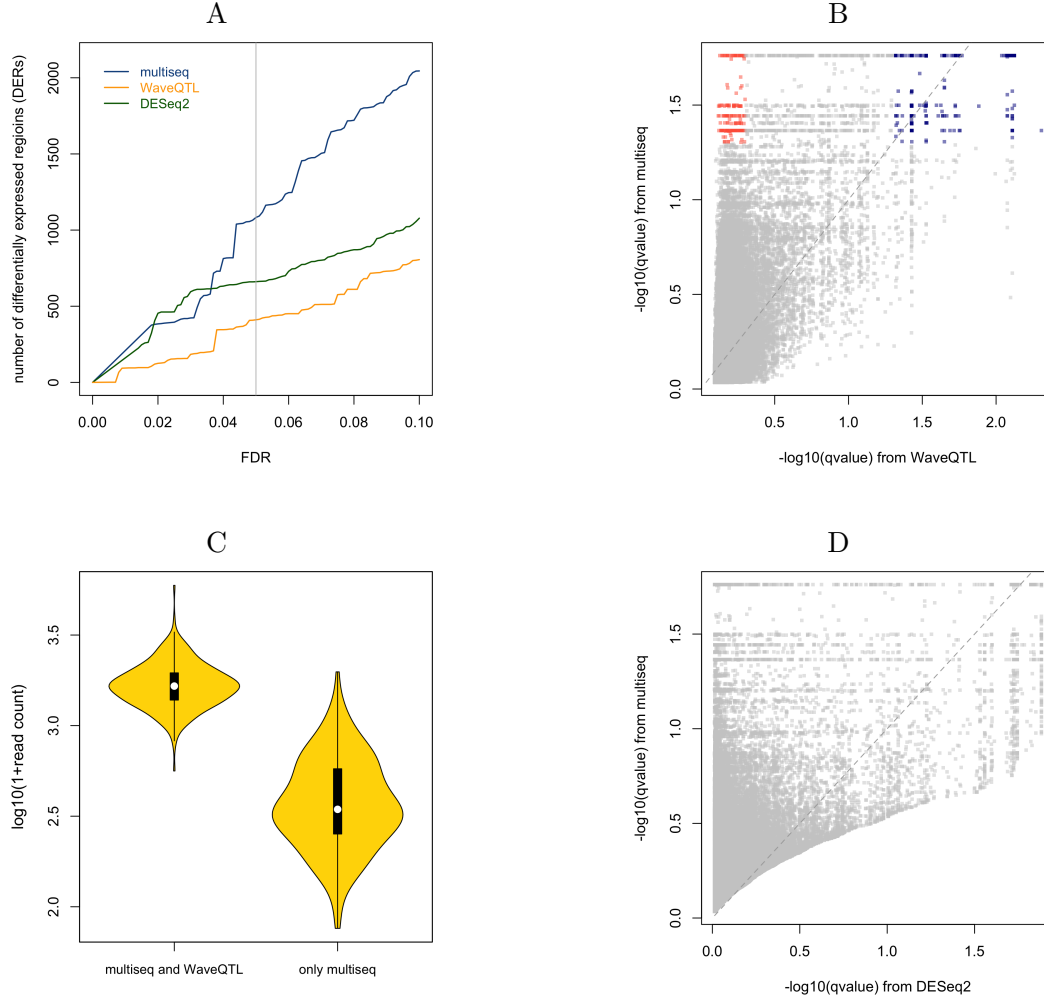 A
number of differentially expressed regioins (DERs)
2000
1500
1000
500
0
multiseq
WaveQTL
DESeq2
0.00 0.02 0.04 0.06 0.08 0.10
FDR
B
-log10(qvalue) from multiseq
1.5
1.0
0.5
0.0
0.5 1.0 1.5 2.0
-log10(qvalue) from WaveQTL
C
log10(1+read count)
3.5
3.0
2.5
2.0
multiseq and WaveQTL only multiseq
D
-log10(qvalue) from multiseq
1.5
1.0
0.5
0.0
0.0 0.5 1.0 1.5
-log10(qvalue) from DESeq2